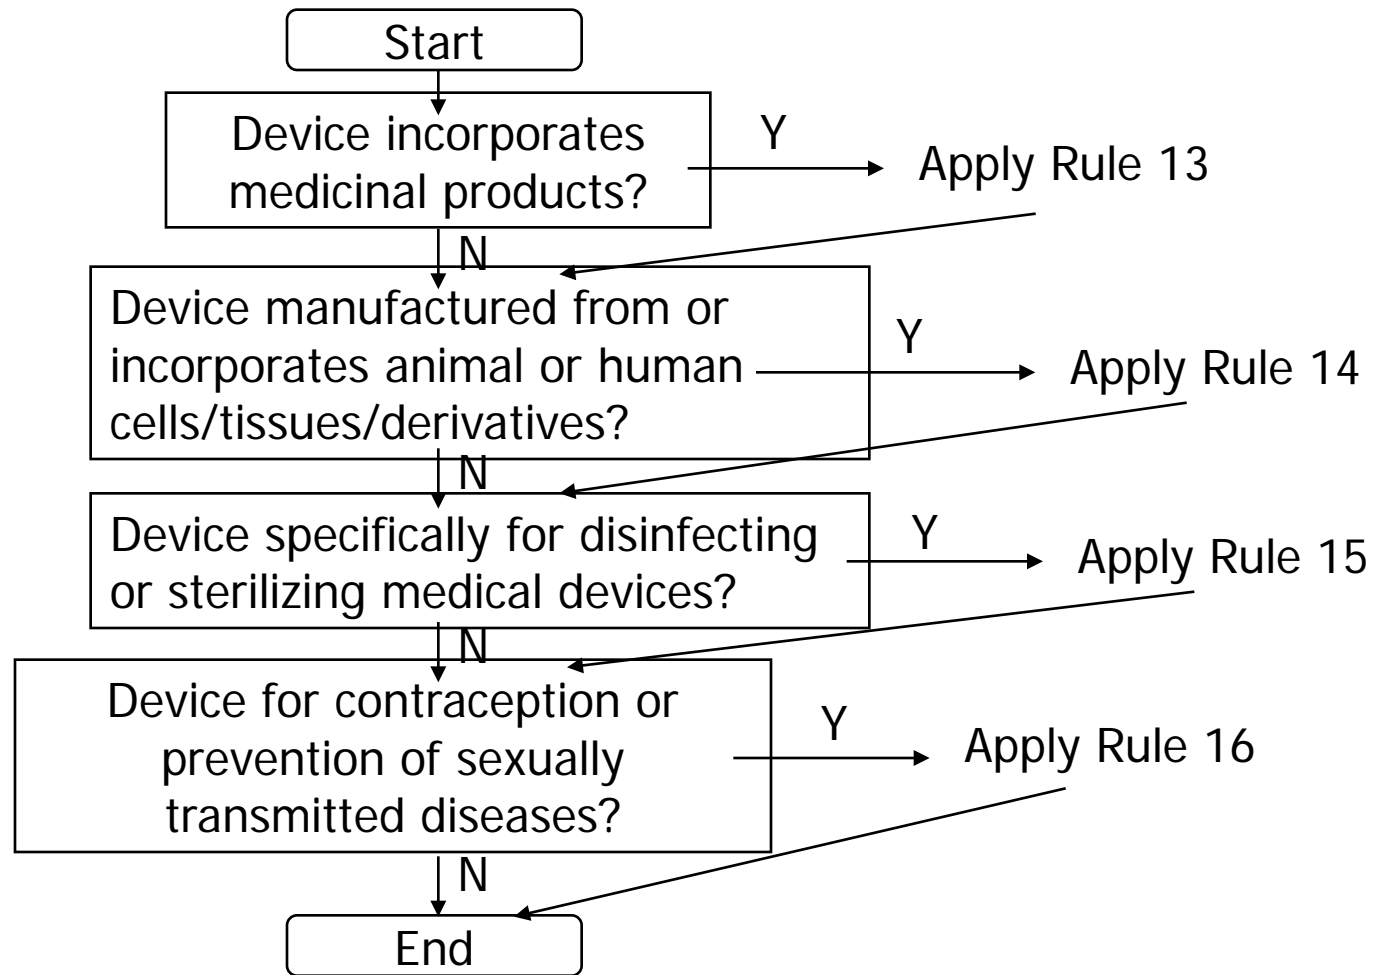 Start
Device incorporates
medicinal products?
Y
Apply Rule 13
N
Device manufactured from or
incorporates animal or human
cells/tissues/derivatives?
Y
Apply Rule 14
N
Device specifically for disinfecting
or sterilizing medical devices?
Y
Apply Rule 15
N
Device for contraception or
prevention of sexually
transmitted diseases?
Y
Apply Rule 16
N
End